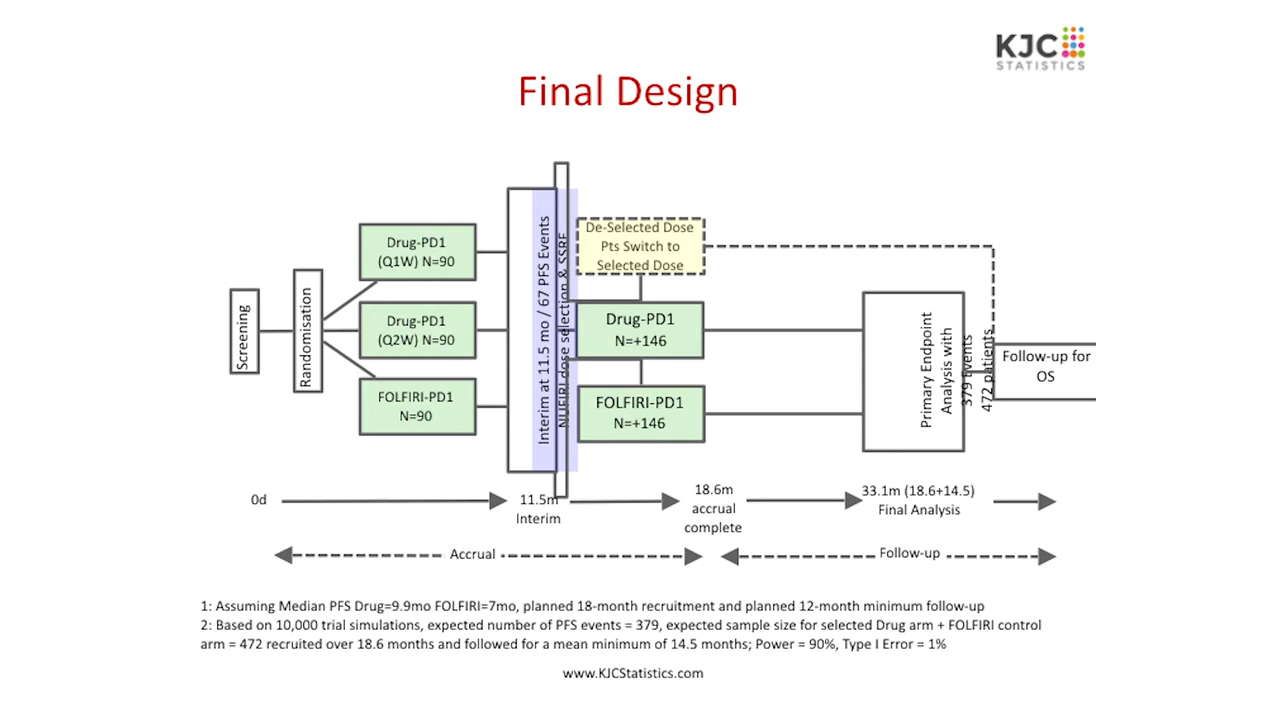 KJC
STATISTICS
Final Design
Screening
Randomisation
Drug-PD1
(Q1W) N=90
Drug-PD1
(Q2W) N=90
FOLFIRI-PD1
N=90
Interim at 11.5 mo / 67 PFS Events
NUFIRI dose selection & SSRE
De-Selected Dose
Pts Switch to
Selected Dose
Drug-PD1
N=+146
FOLFIRI-PD1
N=+146
Primary Endpoint
Analysis with
379 Events
472 patients
Follow-up for
OS
0d
11.5m
Interim
18.6m
accrual
complete
33.1m (18.6+14.5)
Final Analysis
Accrual
Follow-up
1: Assuming Median PFS Drug=9.9mo FOLFIRI=7mo, planned 18-month recruitment and planned 12-month minimum follow-up
2: Based on 10,000 trial simulations, expected number of PFS events = 379, expected sample size for selected Drug arm + FOLFIRI control
arm = 472 recruited over 18.6 months and followed for a mean minimum of 14.5 months; Power = 90%, Type I Error = 1%
www.KJCStatistics.com